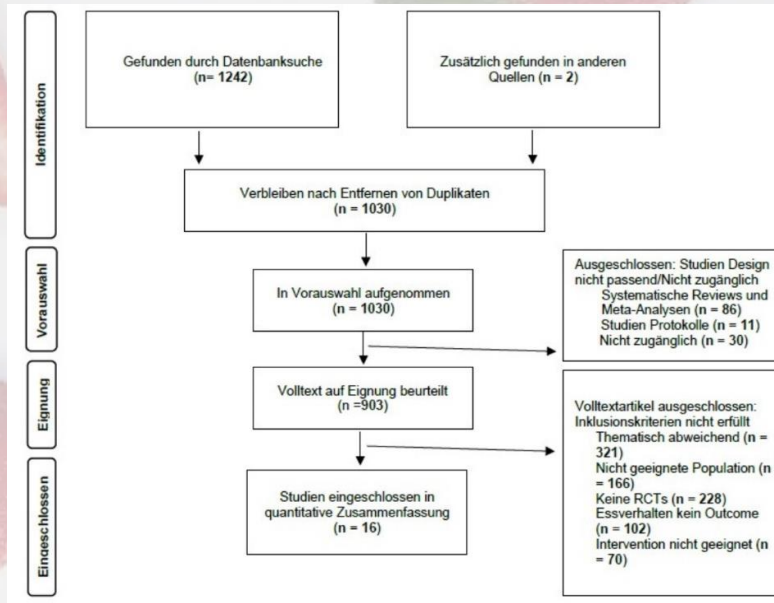 Identifikation
Gefunden durch Datenbanksuche
(n= 1242)
Zusätzlich gefunden in anderen
Quellen (n = 2)
Verbleiben nach Entfernen von Duplikaten
(n = 1030)
Vorauswahl
In Vorauswahl aufgenommen
(n = 1030)
Ausgeschlossen: Studien Design
nicht passend/Nicht zugänglich
Systematische Reviews und
Meta-Analysen (n = 86)
Studien Protokolle (n = 11)
Nicht zugänglich (n = 30)
Eignung
Volltext auf Eignung beurteilt
(n =903)
Volltextartikel ausgeschlossen:
Inklusionskriterien nicht erfüllt
Thematisch abweichend (n =
321)
Nicht geeignete Population (n
= 166)
Keine RCTs (n = 228)
Essverhalten kein Outcome
(n = 102)
Intervention nicht geeignet (n
= 70)
Eingeschlossen
Studien eingeschlossen in
quantitative Zusammenfassung
(n = 16)